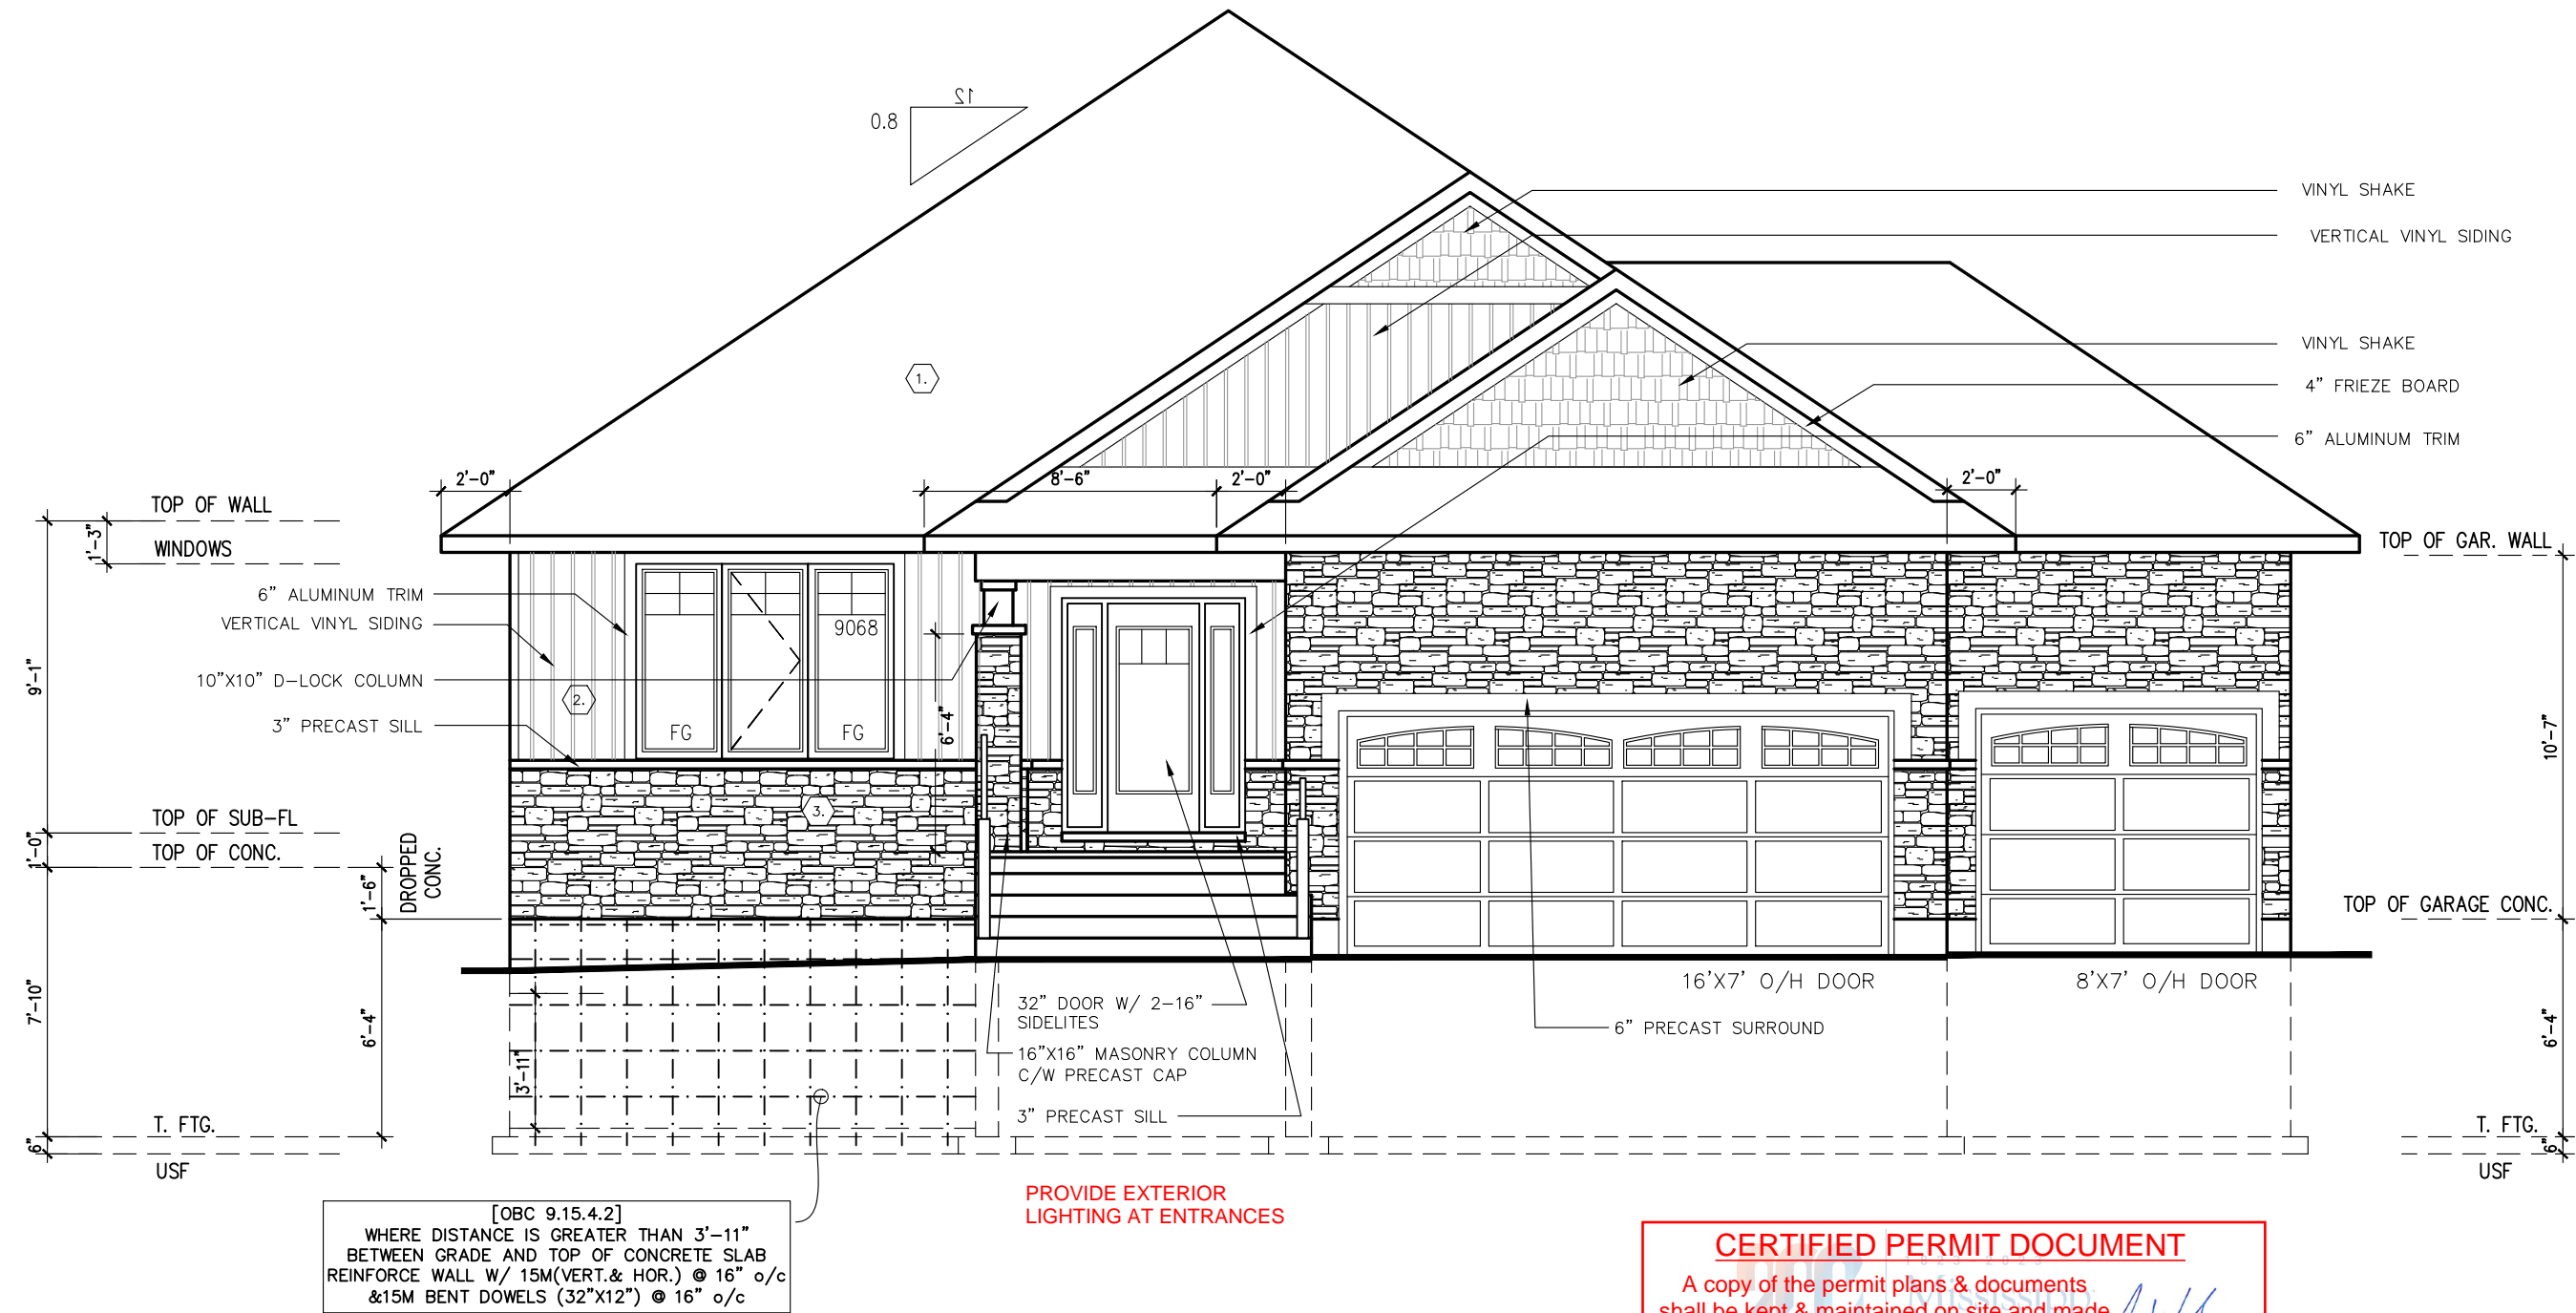 12
0.8
VINYL SHAKE
VERTICAL VINYL SIDING
1.
VINYL SHAKE
4" FRIEZE BOARD
6" ALUMINUM TRIM
2'-0"
8'-6"
2'-0"
2'-0"
TOP OF WALL
1'-3"
WINDOWS
TOP OF GAR. WALL
6" ALUMINUM TRIM
VERTICAL VINYL SIDING
9068
10"X10" D-LOCK COLUMN
9'-1"
2.
3" PRECAST SILL
FG
FG
6'-4"
10'-7"
3.
TOP OF SUB-FL
1'-0"
TOP OF CONC.
DROPPED
CONC.
1'-6"
TOP OF GARAGE CONC.
16'X7' O/H DOOR
8'X7' O/H DOOR
7'-10"
6'-4"
3'-11"
32" DOOR W/ 2-16"
SIDELITES
6" PRECAST SURROUND
6'-4"
16"X16" MASONRY COLUMN
C/W PRECAST CAP
3" PRECAST SILL
T. FTG.
6"
USF
T. FTG.
6"
USF
PROVIDE EXTERIOR
LIGHTING AT ENTRANCES
[OBC 9.15.4.2]
WHERE DISTANCE IS GREATER THAN 3'-11"
BETWEEN GRADE AND TOP OF CONCRETE SLAB
REINFORCE WALL W/ 15M(VERT.& HOR.) @ 16" o/c
&15M BENT DOWELS (32"X12") @ 16" o/c
CERTIFIED PERMIT DOCUMENT
A copy of the permit plans & documents
shall be kept & maintained on site and made